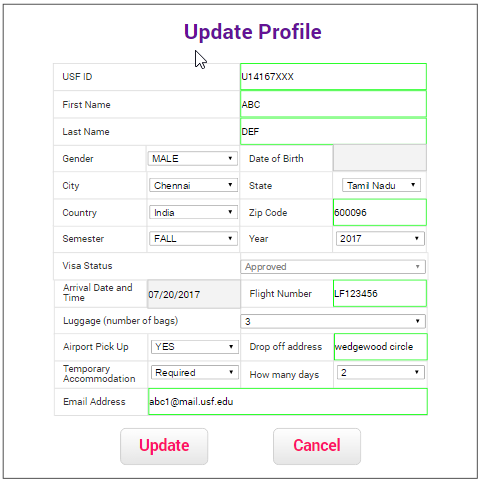 Update Profile
USF ID U14167XXX
First Name ABC
Last Name DEF
Gender MALE Date of Birth
City Chennai State Tamil Nadu
Country India Zip Code 600096
Semester FALL Year 2017
Visa Status Approved
Arrival Date and
Time 07/20/2017 Flight Number LF123456
Luggage (number of bags) 3
Airport Pick Up YES Drop off address wedgewood circle
Temporary
Accommodation Required How many days 2
Email Address abc1@mail.usf.edu
Update Cancel